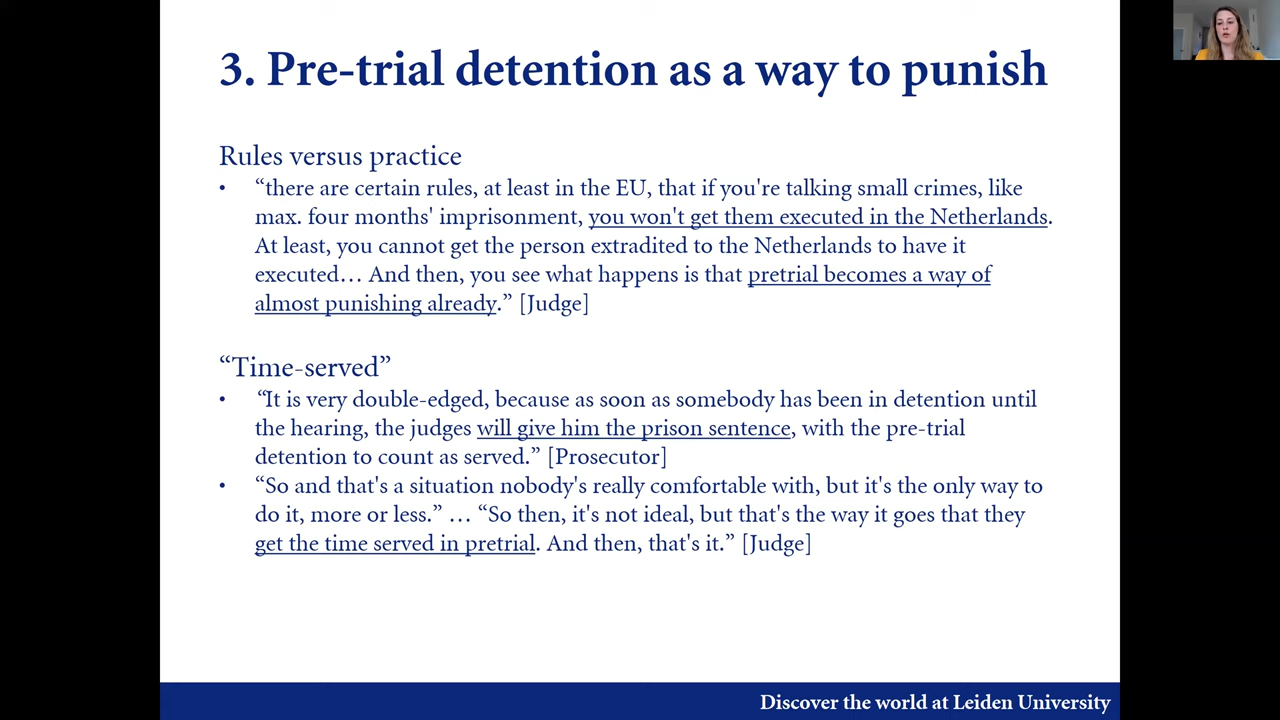 3. Pre-trial detention as a way to punish
Rules versus practice
• “there are certain rules, at least in the EU, that if you're talking small crimes, like
max. four months' imprisonment, you won't get them executed in the Netherlands.
At least, you cannot get the person extradited to the Netherlands to have it
executed… And then, you see what happens is that pretrial becomes a way of
almost punishing already.” [Judge]
“Time-served”
• “It is very double-edged, because as soon as somebody has been in detention until
the hearing, the judges will give him the prison sentence, with the pre-trial
detention to count as served.” [Prosecutor]
• “So and that's a situation nobody's really comfortable with, but it's the only way to
do it, more or less.” … “So then, it's not ideal, but that's the way it goes that they
get the time served in pretrial. And then, that's it.” [Judge]
Discover the world at Leiden University